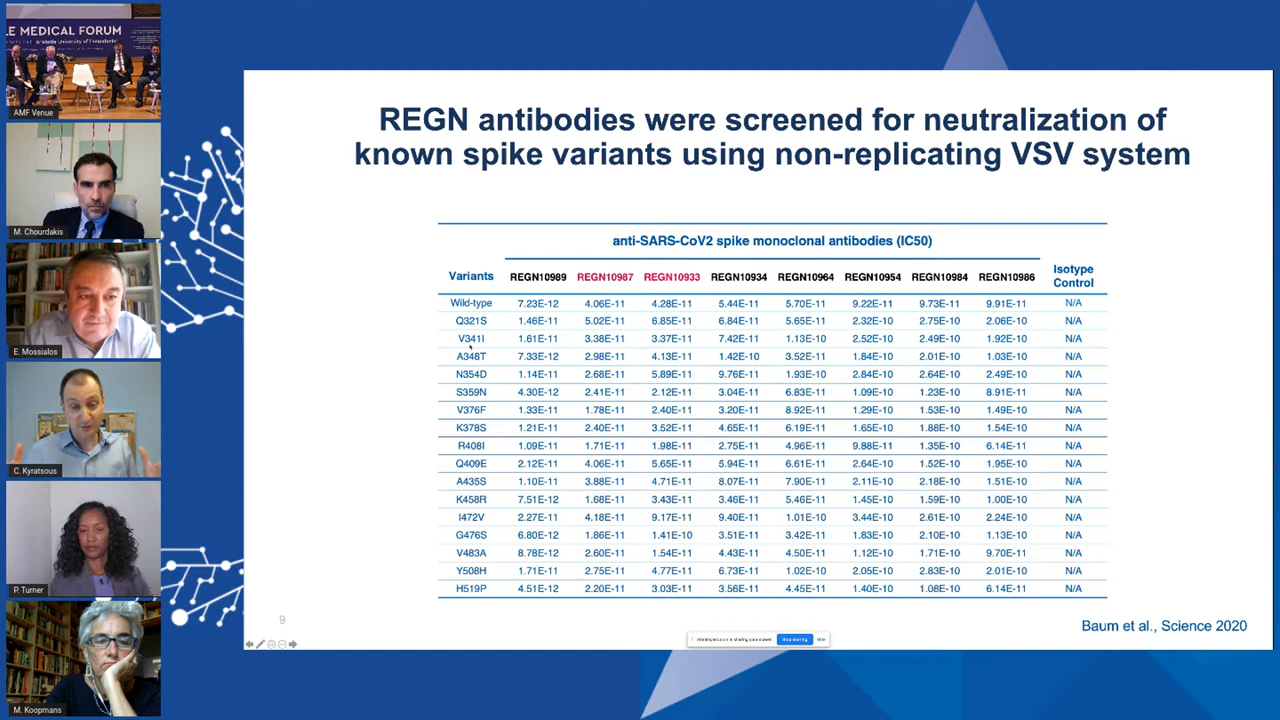 LE MEDICAL FORUM
Aristotle University of Thessaloniki
AMF Venue
M. Chourdakis
E. Mossialos
C. Kyratsous
P. Turner
M. Koopmans
REGN antibodies were screened for neutralization of
known spike variants using non-replicating VSV system
anti-SARS-CoV2 spike monoclonal antibodies (IC50)
Variants REGN10989 REGN10987 REGN10933 REGN10934 REGN10964 REGN10954 REGN10984 REGN10986 Isotype Control
Wild-type 7.23E-12 4.06E-11 4.28E-11 5.44E-11 5.70E-11 9.22E-11 9.73E-11 9.91E-11 N/A
Q321S 1.46E-11 5.02E-11 6.85E-11 6.84E-11 5.65E-11 2.32E-10 2.75E-10 2.06E-10 N/A
V341I 1.61E-11 3.38E-11 3.37E-11 7.42E-11 1.13E-10 2.52E-10 2.49E-10 1.92E-10 N/A
A348T 7.33E-12 2.98E-11 4.13E-11 1.42E-10 3.52E-11 1.84E-10 2.01E-10 1.03E-10 N/A
N354D 1.14E-11 2.68E-11 5.89E-11 9.76E-11 1.93E-10 2.84E-10 2.64E-10 2.49E-10 N/A
S359N 4.30E-12 2.41E-11 2.12E-11 3.04E-11 6.83E-11 1.09E-10 1.23E-10 8.91E-11 N/A
V376F 1.33E-11 1.78E-11 2.40E-11 3.20E-11 8.92E-11 1.29E-10 1.53E-10 1.49E-10 N/A
K378S 1.21E-11 2.40E-11 3.52E-11 4.65E-11 6.19E-11 1.65E-10 1.88E-10 1.54E-10 N/A
R408I 1.09E-11 1.71E-11 1.98E-11 2.75E-11 4.96E-11 9.88E-11 1.35E-10 6.14E-11 N/A
Q409E 2.12E-11 4.06E-11 5.65E-11 5.94E-11 6.61E-11 2.64E-10 1.52E-10 1.95E-10 N/A
A435S 1.10E-11 3.88E-11 4.71E-11 8.07E-11 7.90E-11 2.11E-10 2.18E-10 1.51E-10 N/A
K458R 7.51E-12 1.68E-11 3.43E-11 3.46E-11 5.46E-11 1.45E-10 1.59E-10 1.00E-10 N/A
I472V 2.27E-11 4.18E-11 9.17E-11 9.40E-11 1.01E-10 3.44E-10 2.61E-10 2.24E-10 N/A
G476S 6.80E-12 1.86E-11 1.41E-10 3.51E-11 3.42E-11 1.83E-10 2.10E-10 1.13E-10 N/A
V483A 8.78E-12 2.60E-11 1.54E-11 4.43E-11 4.50E-11 1.12E-10 1.71E-10 9.70E-11 N/A
Y508H 1.71E-11 2.75E-11 4.77E-11 6.73E-11 1.02E-10 2.05E-10 2.83E-10 2.01E-10 N/A
H519P 4.51E-12 2.20E-11 3.03E-11 3.56E-11 4.45E-11 1.40E-10 1.08E-10 6.14E-11 N/A
9
Baum et al., Science 2020
is sharing your screen. Stop sharing Hide